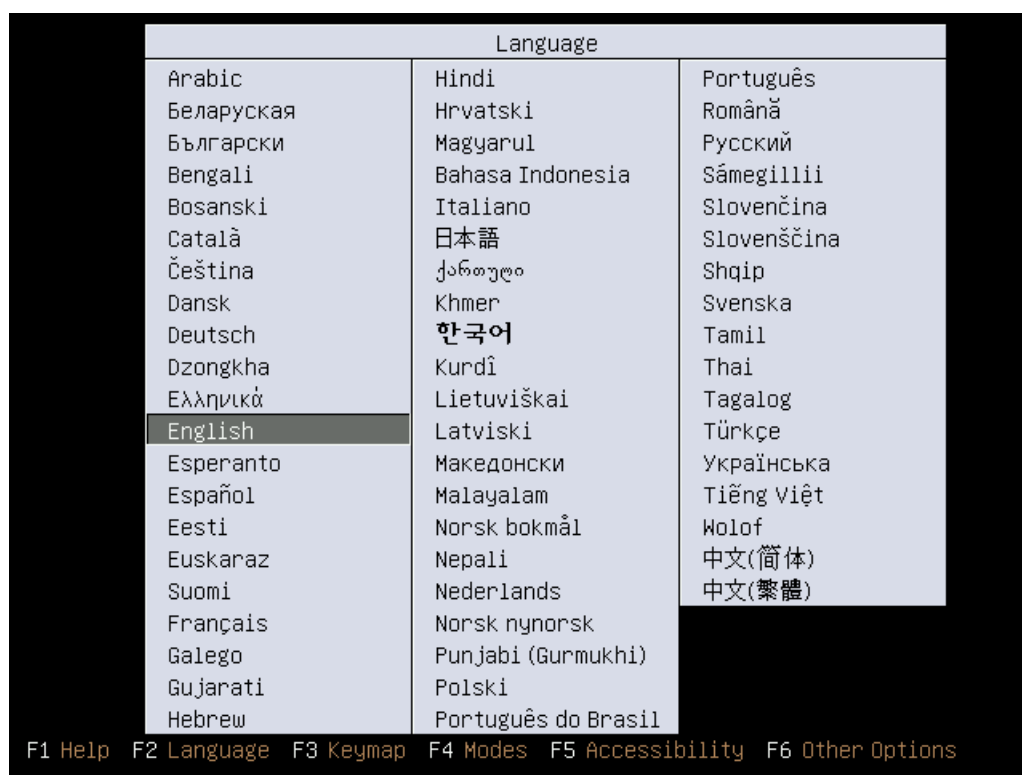 Language
Arabic
Беларуская
Български
Bengali
Bosanski
Català
Čeština
Dansk
Deutsch
Dzongkha
Ελληνικά
English
Esperanto
Español
Eesti
Euskaraz
Suomi
Français
Galego
Gujarati
Hebrew
Hindi
Hrvatski
Magyarul
Bahasa Indonesia
Italiano
日本語
ქართული
Khmer
한국어
Kurdî
Lietuviškai
Latviski
Македонски
Malayalam
Norsk bokmål
Nepali
Nederlands
Norsk nynorsk
Punjabi (Gurmukhi)
Polski
Português do Brasil
Português
Română
Русский
Sámegillii
Slovenčina
Slovenščina
Shqip
Svenska
Tamil
Thai
Tagalog
Türkçe
Українська
Tiếng Việt
Wolof
中文(简体)
中文(繁體)
F1 Help F2 Language F3 Keymap F4 Modes F5 Accessibility F6 Other Options